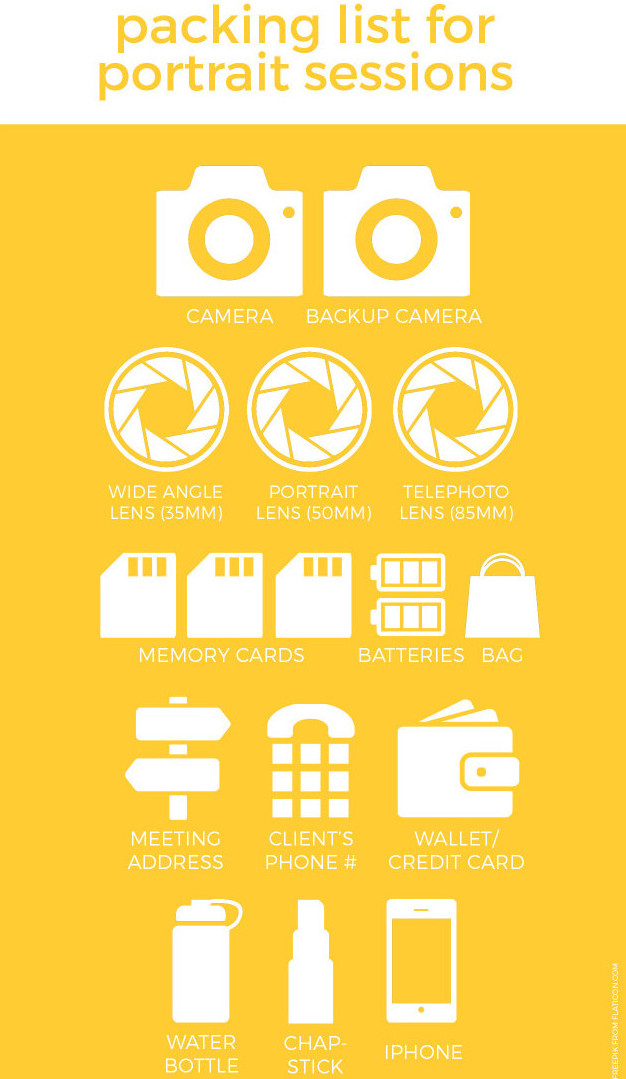 packing list for
portrait sessions
CAMERA BACKUP CAMERA
WIDE ANGLE PORTRAIT TELEPHOTO
LENS (35MM) LENS (50MM) LENS (85MM)
MEMORY CARDS BATTERIES BAG
MEETING CLIENT'S WALLET/
ADDRESS PHONE # CREDIT CARD
WATER CHAP- IPHONE
BOTTLE STICK
FREEPIK FROM FLATICON.COM